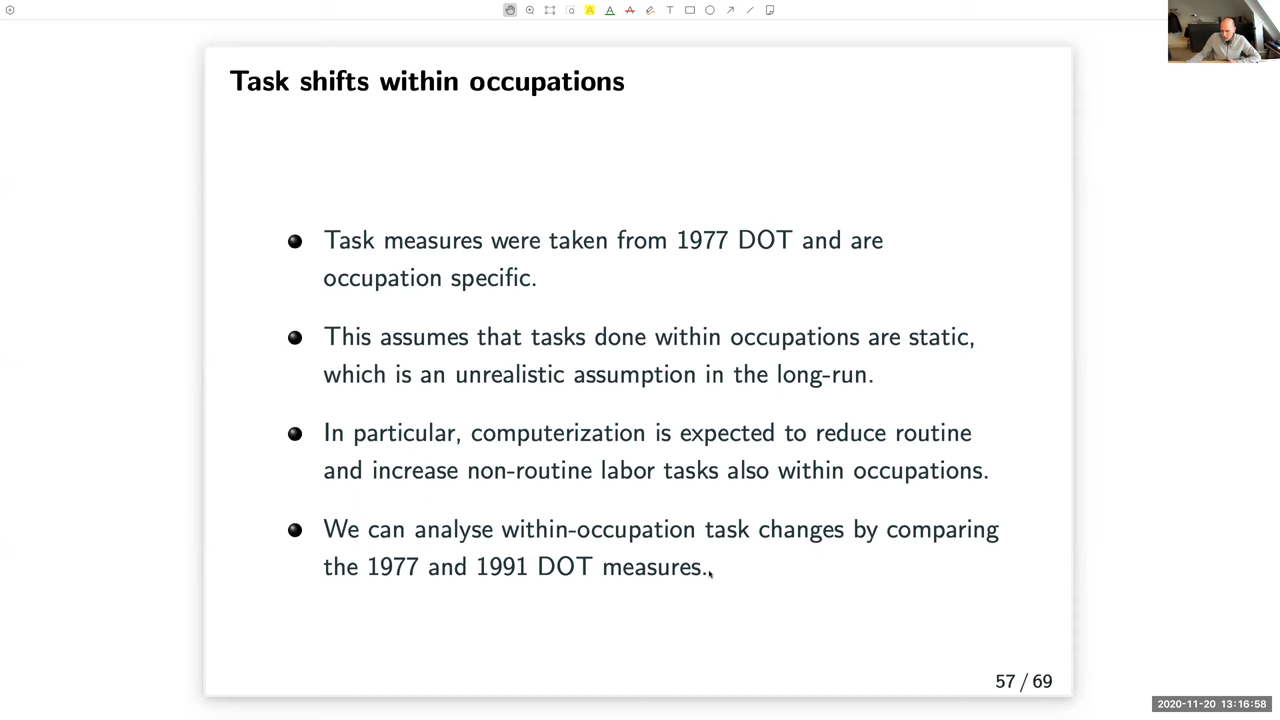 Task shifts within occupations
Task measures were taken from 1977 DOT and are
occupation specific.
This assumes that tasks done within occupations are static,
which is an unrealistic assumption in the long-run.
In particular, computerization is expected to reduce routine
and increase non-routine labor tasks also within occupations.
We can analyse within-occupation task changes by comparing
the 1977 and 1991 DOT measures.
57 / 69
2020-11-20 13:16:58